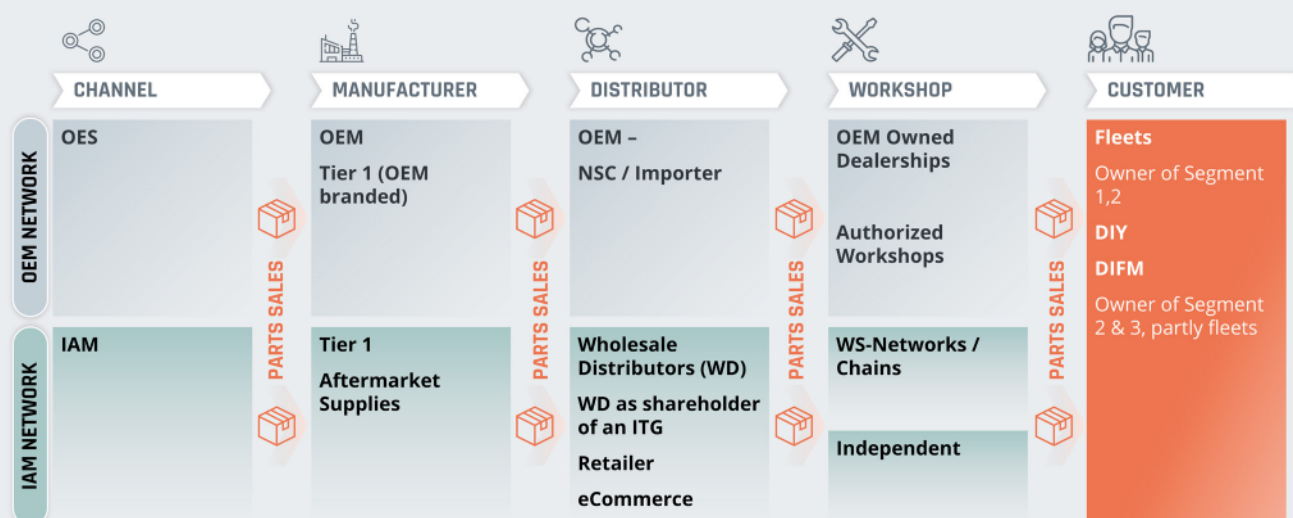 CHANNEL
MANUFACTURER
DISTRIBUTOR
WORKSHOP
CUSTOMER
OEM NETWORK
OES
OEM
Tier 1 (OEM
branded)
OEM –
NSC / Importer
OEM Owned
Dealerships
Authorized
Workshops
Fleets
Owner of Segment
1,2
DIY
DIFM
Owner of Segment
2 & 3, partly fleets
PARTS SALES
PARTS SALES
PARTS SALES
PARTS SALES
IAM NETWORK
IAM
Tier 1
Aftermarket
Supplies
Wholesale
Distributors (WD)
WD as shareholder
of an ITG
Retailer
eCommerce
WS-Networks /
Chains
Independent